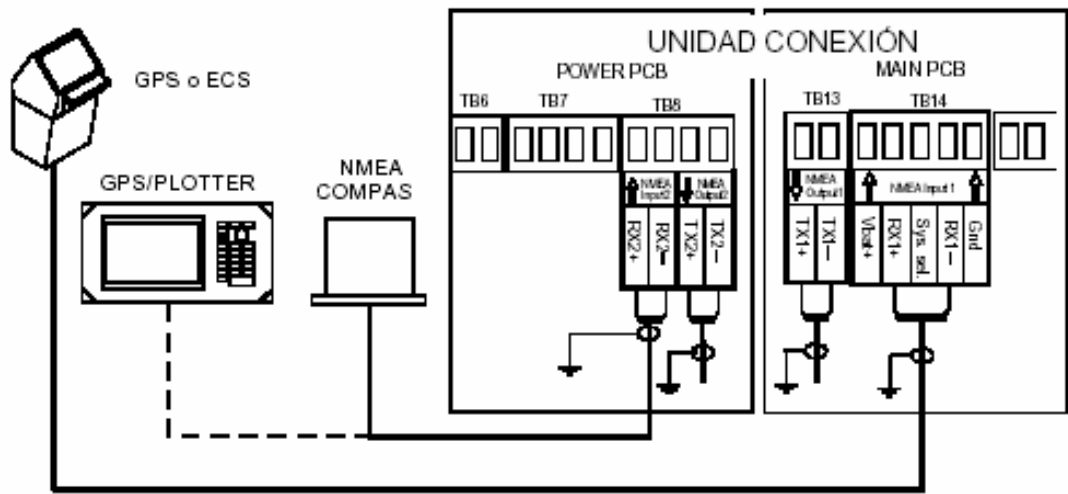 UNIDAD CONEXIÓN
POWER PCB
MAIN PCB
GPS o ECS
TB6
TB7
TB8
TB13
TB14
GPS/PLOTTER
NMEA
COMPAS
NMEA
Input2
NMEA
Output2
NMEA
Output1
NMEA Input 1
RX2+
RX2-
TX2+
TX2-
TX1+
TX1-
Vbat+
RX1+
Sys. sel.
RX1-
Gnd